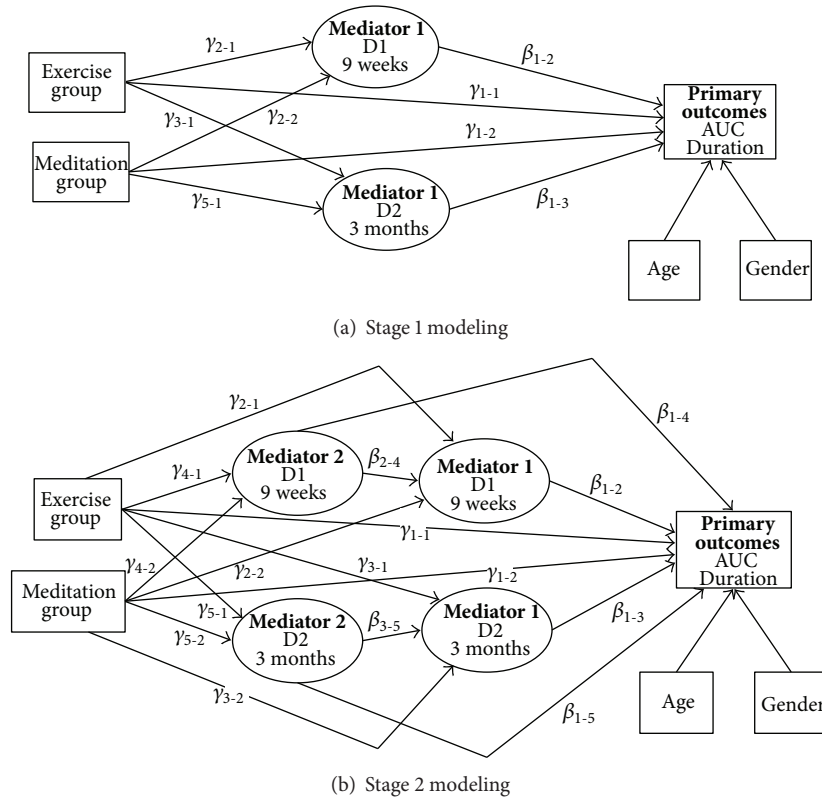 Mediator 1
D1
9 weeks
γ2-1
β1-2
Exercise
group
γ1-1
Primary
outcomes
AUC
Duration
γ3-1
γ2-2
γ1-2
Meditation
group
Mediator 1
D2
3 months
γ5-1
β1-3
Age
Gender
(a) Stage 1 modeling
γ2-1
β1-4
Mediator 2
D1
9 weeks
β2-4
Mediator 1
D1
9 weeks
γ4-1
β1-2
Exercise
group
Primary
outcomes
AUC
Duration
γ1-1
γ4-2
γ2-2
γ3-1
γ1-2
Meditation
group
γ5-1
γ5-2
Mediator 2
D2
3 months
β3-5
Mediator 1
D2
3 months
β1-3
γ3-2
β1-5
Age
Gender
(b) Stage 2 modeling